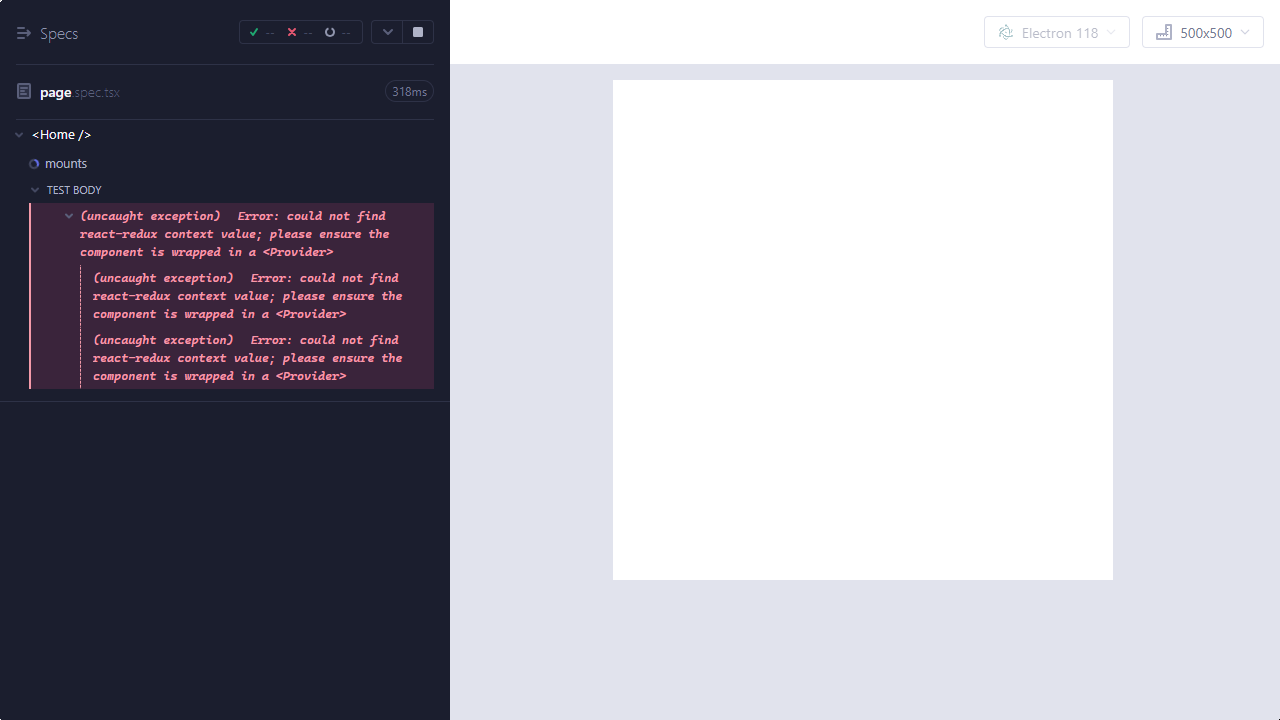 Specs
-- -- --
Electron 118
500x500
page.spec.tsx
318ms
<Home />
mounts
TEST BODY
(uncaught exception) Error: could not find
react-redux context value; please ensure the
component is wrapped in a <Provider>
(uncaught exception) Error: could not find
react-redux context value; please ensure the
component is wrapped in a <Provider>
(uncaught exception) Error: could not find
react-redux context value; please ensure the
component is wrapped in a <Provider>